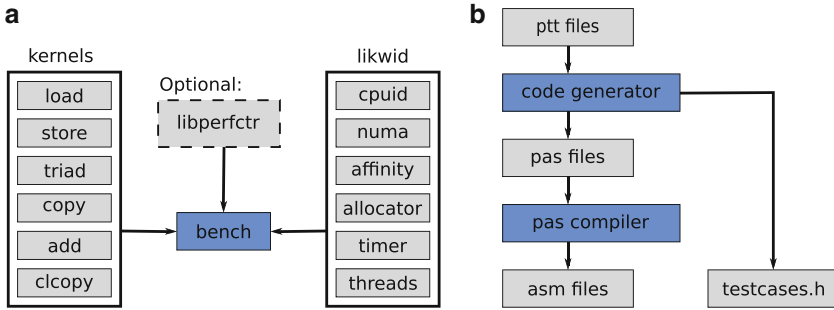 a
kernels
load
store
triad
copy
add
clcopy
Optional:
libperfctr
bench
likwid
cpuid
numa
affinity
allocator
timer
threads
b
ptt files
code generator
pas files
pas compiler
asm files
testcases.h